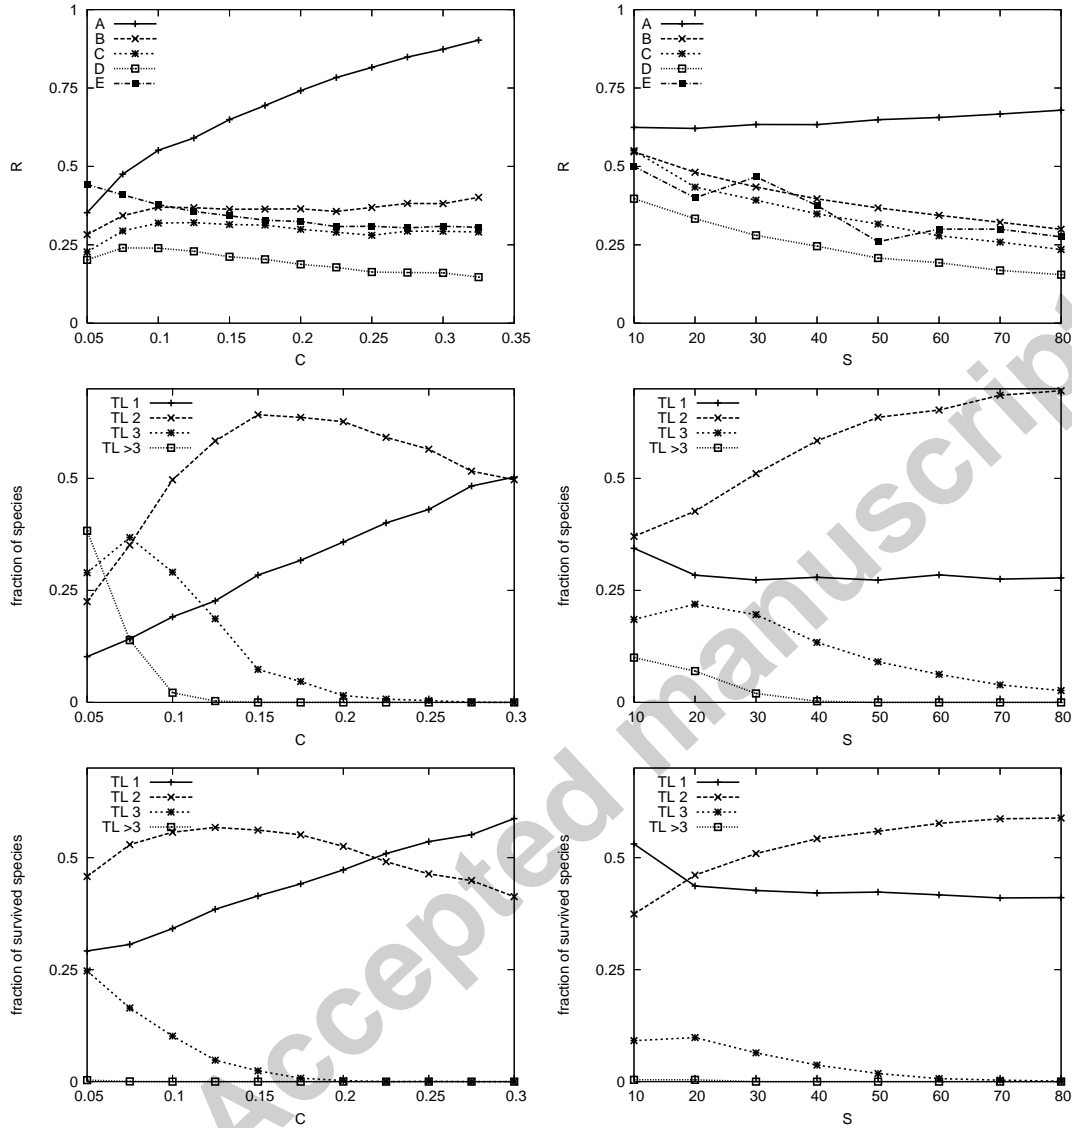 A
B
C
D
E
R
0
0.25
0.5
0.75
1
0.05 0.1 0.15 0.2 0.25 0.3 0.35
C
A
B
C
D
E
R
0
0.25
0.5
0.75
1
10 20 30 40 50 60 70 80
S
TL 1
TL 2
TL 3
TL >3
fraction of species
0
0.25
0.5
0.05 0.1 0.15 0.2 0.25 0.3
C
TL 1
TL 2
TL 3
TL >3
fraction of species
0
0.25
0.5
10 20 30 40 50 60 70 80
S
TL 1
TL 2
TL 3
TL >3
fraction of survived species
0
0.25
0.5
0.05 0.1 0.15 0.2 0.25 0.3
C
TL 1
TL 2
TL 3
TL >3
fraction of survived species
0
0.25
0.5
10 20 30 40 50 60 70 80
S
Accepted manuscript